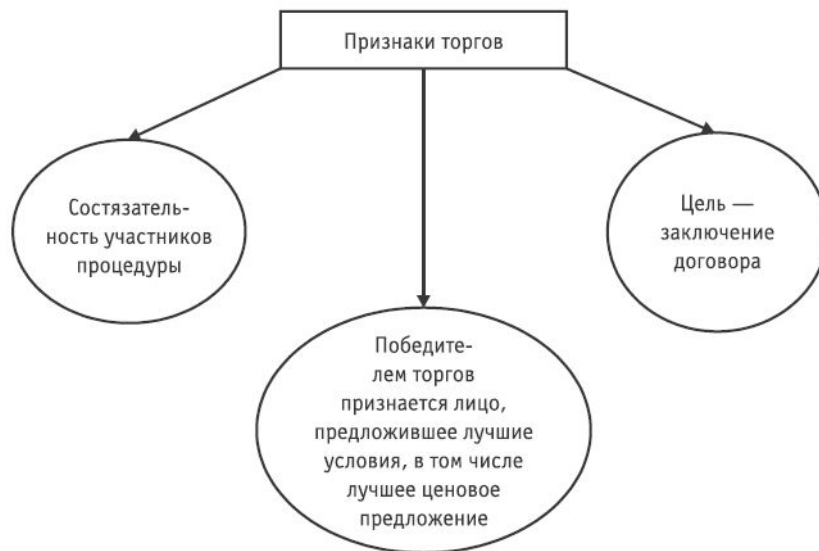 Признаки торгов
Состязатель-
ность участников
процедуры
Цель —
заключение
договора
Победите-
лем торгов
признается лицо,
предложившее лучшие
условия, в том числе
лучшее ценовое
предложение